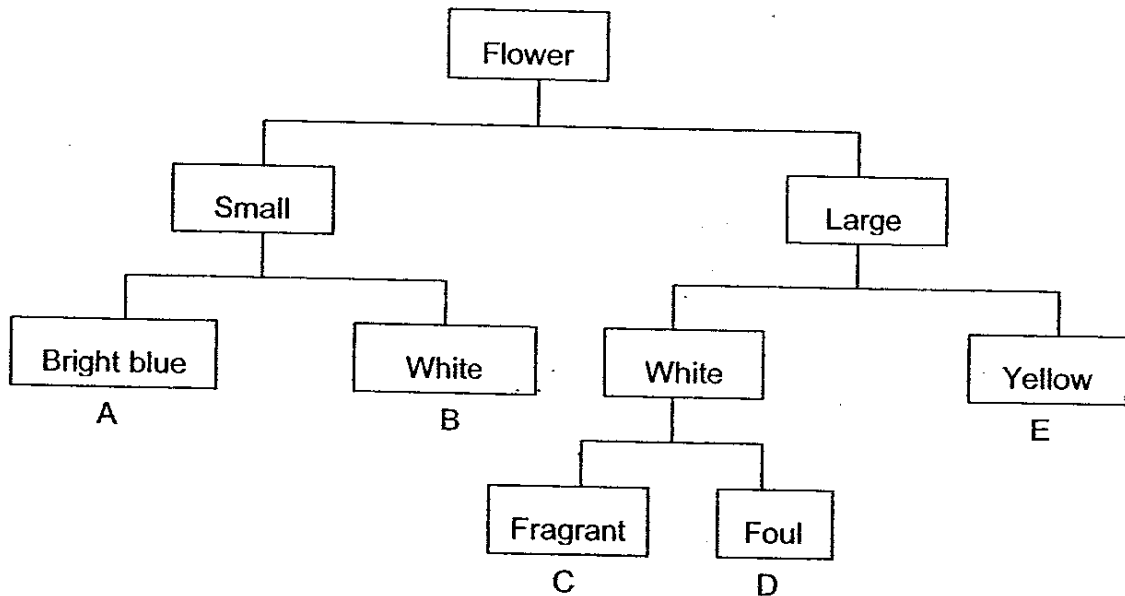 Flower
Small
Large
Bright blue
White
White
Yellow
A
B
E
Fragrant
Foul
C
D